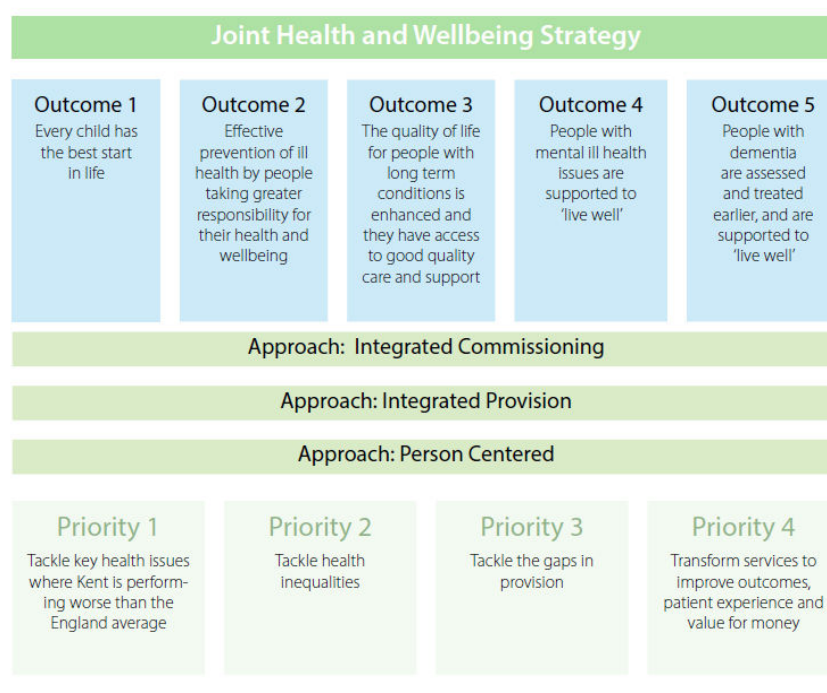 Joint Health and Wellbeing Strategy
Outcome 1
Every child has
the best start
in life
Outcome 2
Effective
prevention of ill
health by people
taking greater
responsibility for
their health and
wellbeing
Outcome 3
The quality of life
for people with
long term
conditions is
enhanced and
they have access
to good quality
care and support
Outcome 4
People with
mental ill health
issues are
supported to
‘live well’
Outcome 5
People with
dementia
are assessed
and treated
earlier, and are
supported to
‘live well’
Approach: Integrated Commissioning
Approach: Integrated Provision
Approach: Person Centered
Priority 1
Tackle key health issues
where Kent is perform-
ing worse than the
England average
Priority 2
Tackle health
inequalities
Priority 3
Tackle the gaps in
provision
Priority 4
Transform services to
improve outcomes,
patient experience and
value for money